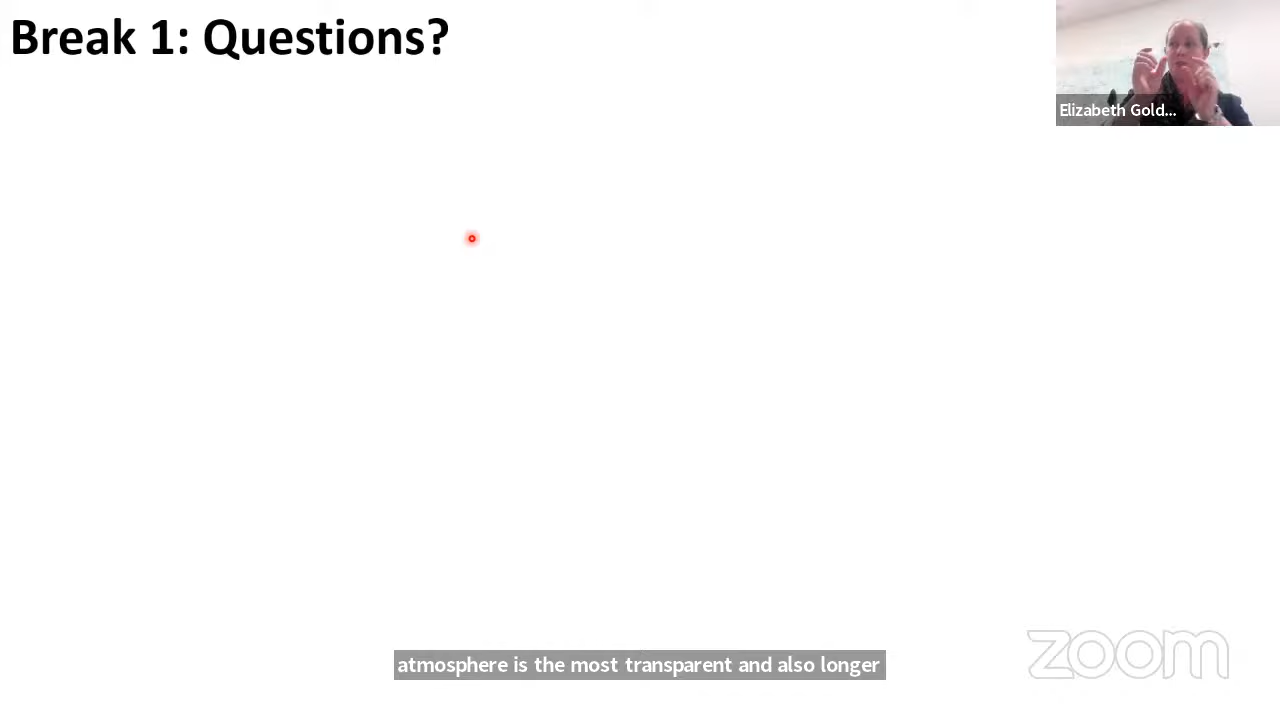 Break 1: Questions?
Elizabeth Gold...
atmosphere is the most transparent and also longer
zoom